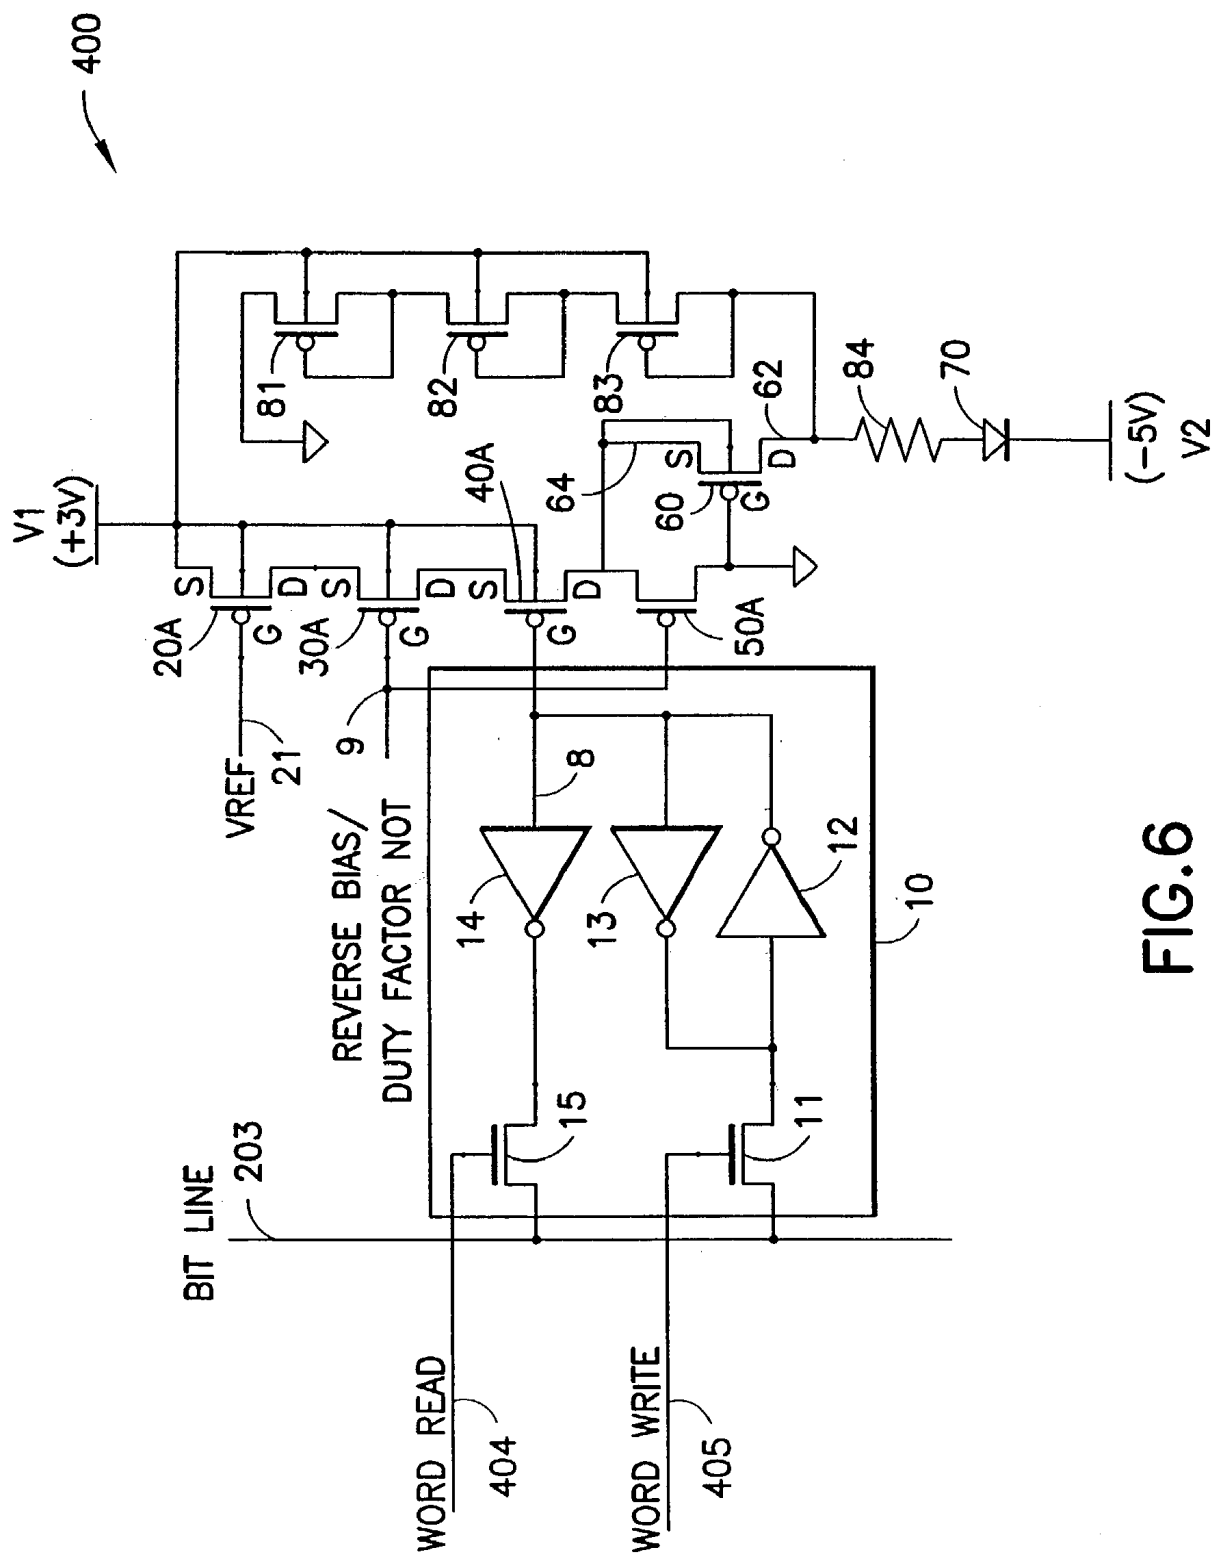 400
V1
(+3V)
S
20A
G
D
VREF
21
S
30A
G
D
9
REVERSE BIAS/
DUTY FACTOR NOT
40A
S
G
D
50A
64
60
S
G
D
62
81
82
83
84
70
(−5V)
V2
8
14
13
12
10
15
11
BIT LINE
203
WORD READ
404
WORD WRITE
405
FIG.6